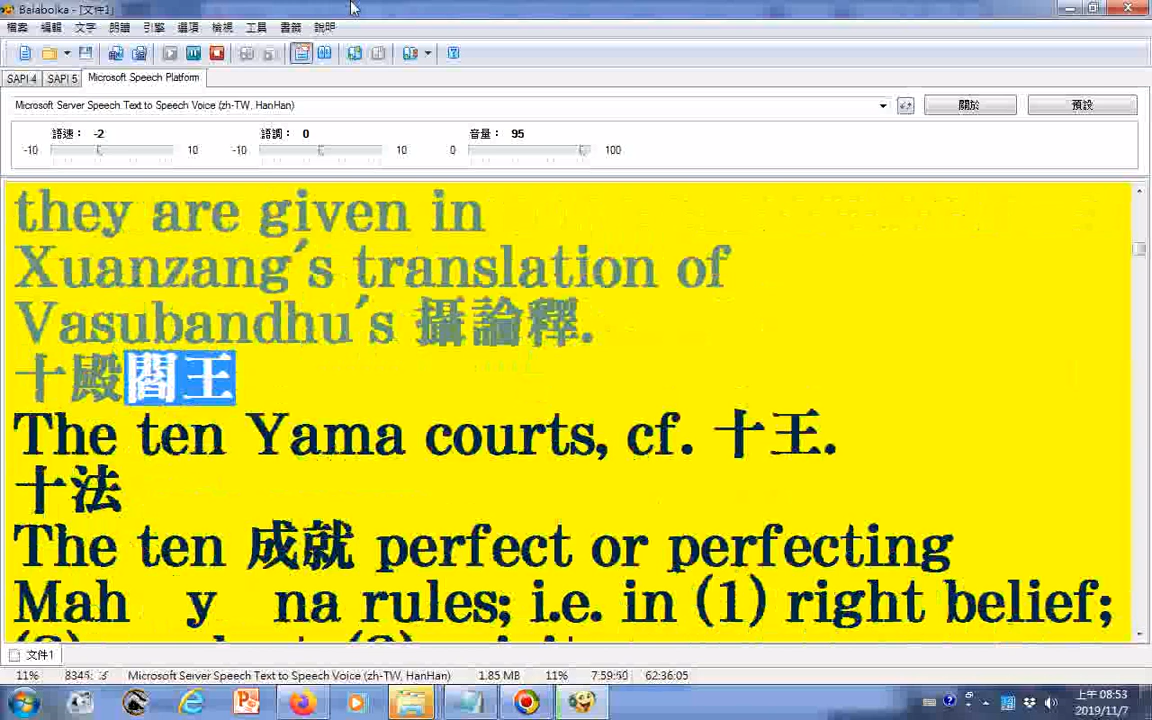 Balabolka - [文件1]
檔案 編輯 文字 朗讀 引擎 選項 檢視 工具 書籤 說明
SAPI 4 SAPI 5 Microsoft Speech Platform
Microsoft Server Speech Text to Speech Voice (zh-TW, HanHan) 關於 預設
語速： -2 語調： 0 音量： 95
-10 10 -10 10 0 100
they are given in
Xuanzang's translation of
Vasubandhu's 攝論釋.
十殿閻王
The ten Yama courts, cf. 十王.
十法
The ten 成就 perfect or perfecting
Mah y na rules; i.e. in (1) right belief;
文件1
11% Microsoft Server Speech Text to Speech Voice (zh-TW, HanHan) 1.85 MB 11% 7:59:50 62:36:05
上午 08:53
2019/11/7